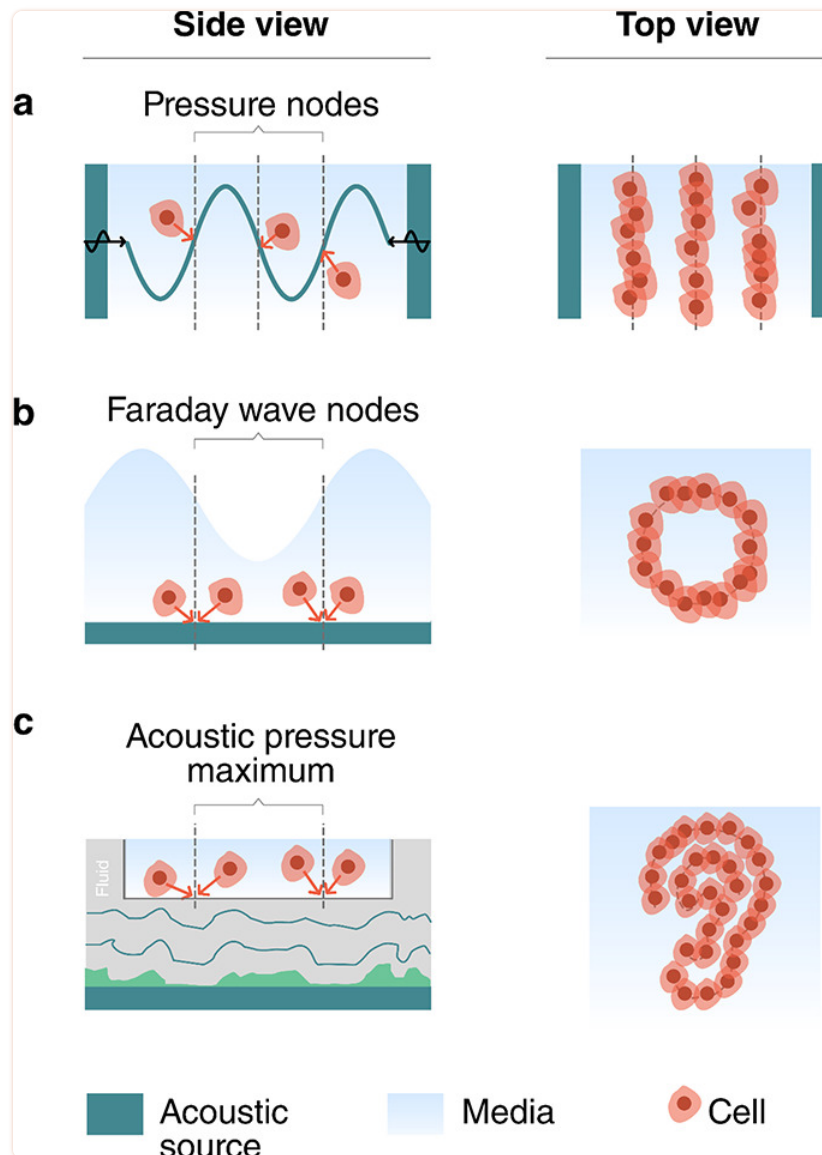 Side view
Top view
a
Pressure nodes
b
Faraday wave nodes
c
Acoustic pressure
maximum
Fluid
Acoustic
source
Media
Cell